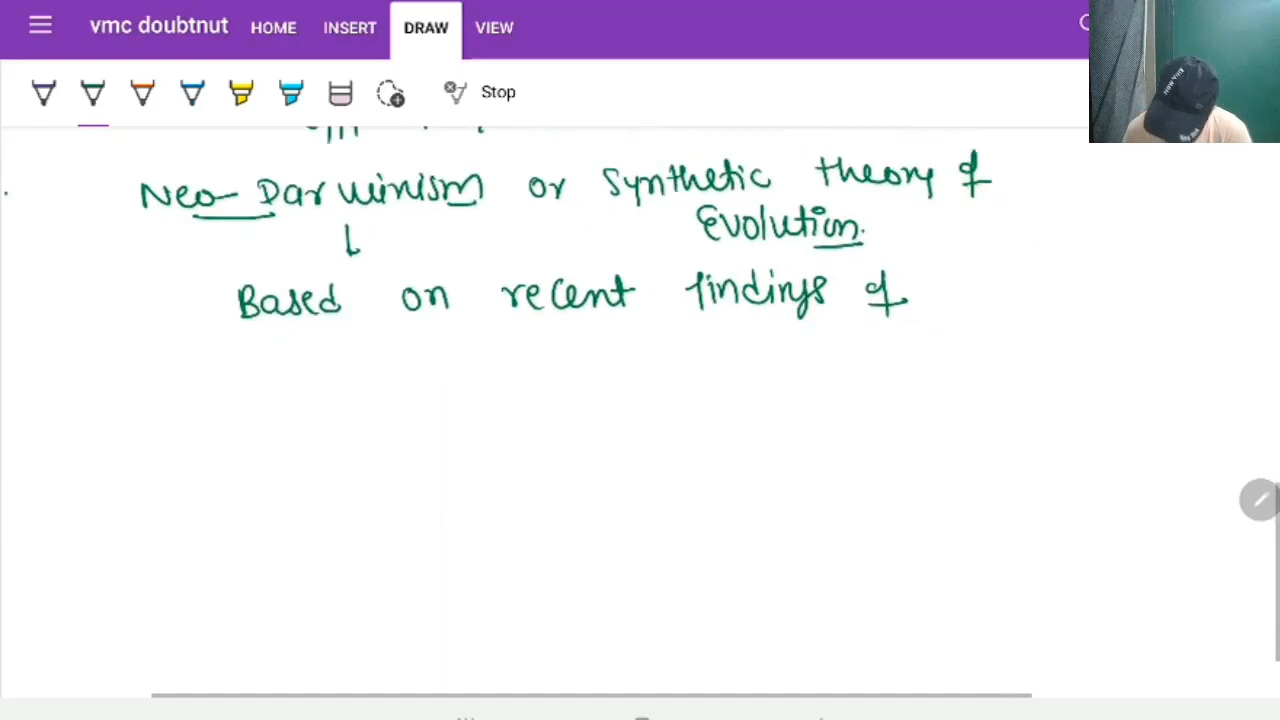 vmc doubtnut HOME INSERT DRAW VIEW
Stop
Neo-Darwinism or Synthetic theory of
Evolution.
Based on recent findings of